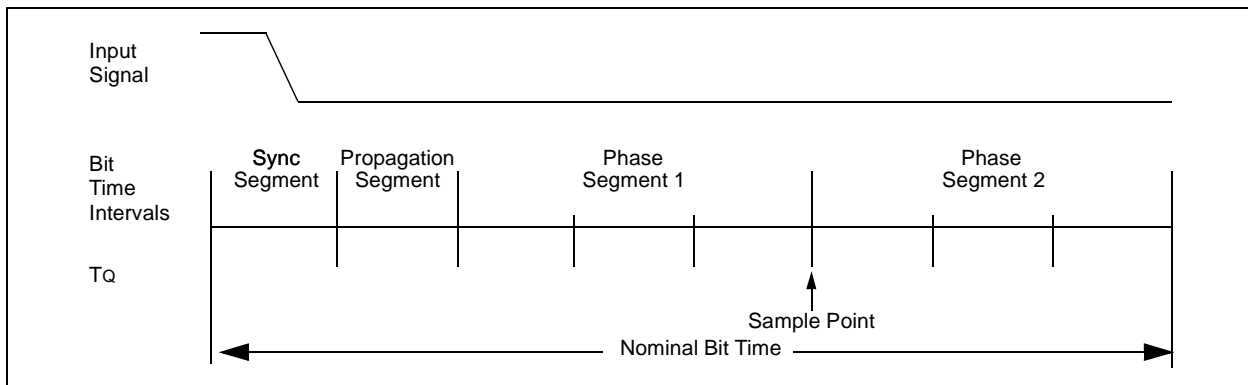 Input
Signal
Bit
Time
Intervals
Sync
Segment
Propagation
Segment
Phase
Segment 1
Phase
Segment 2
TQ
Sample Point
Nominal Bit Time